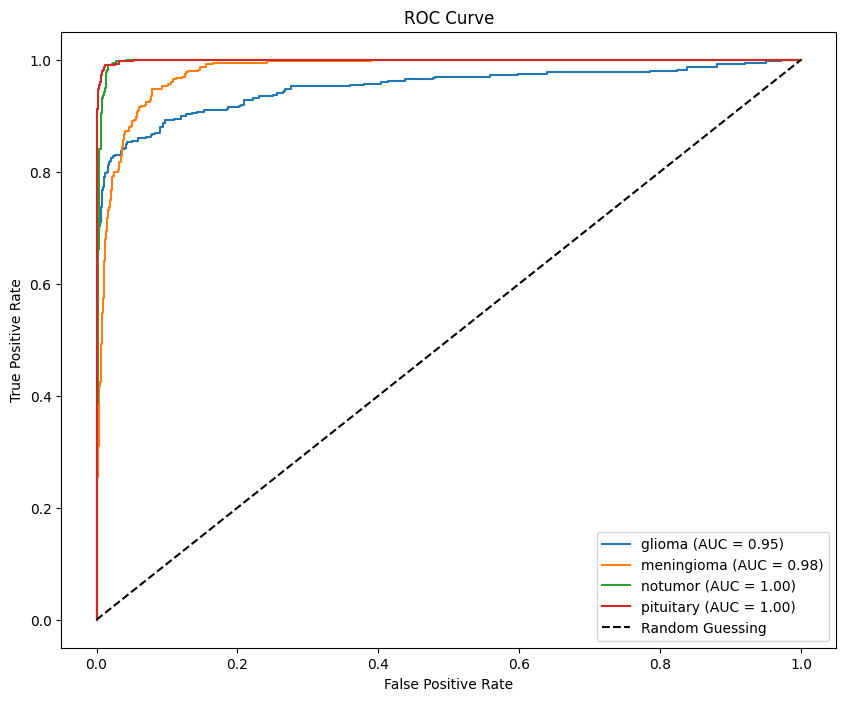 ROC Curve
True Positive Rate
1.0
0.8
0.6
0.4
0.2
0.0
0.0 0.2 0.4 0.6 0.8 1.0
False Positive Rate
glioma (AUC = 0.95)
meningioma (AUC = 0.98)
notumor (AUC = 1.00)
pituitary (AUC = 1.00)
Random Guessing